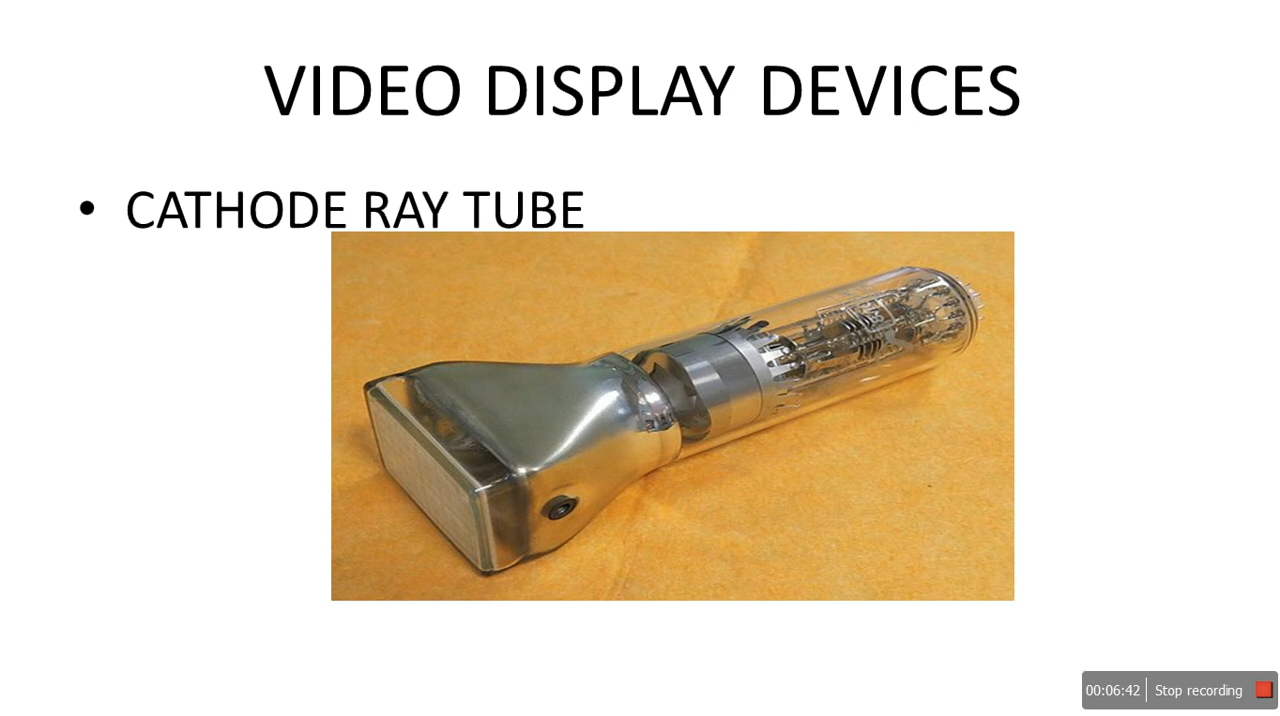 VIDEO DISPLAY DEVICES
• CATHODE RAY TUBE
00:06:42 Stop recording